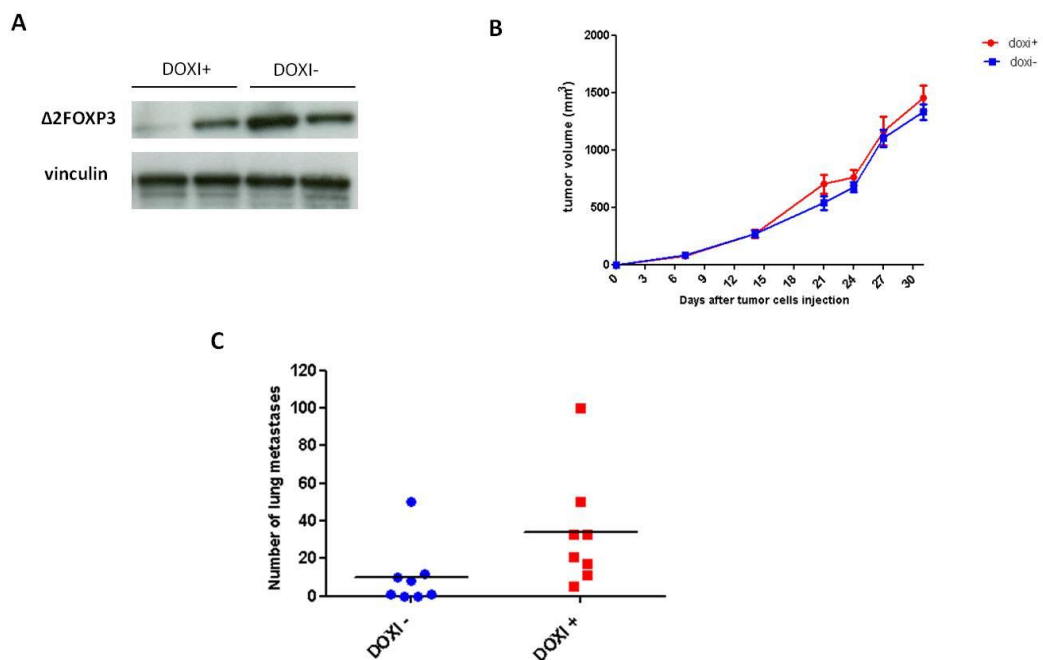 A
DOXI+ DOXI-
Δ2FOXP3
vinculin
B
2000
1500
1000
500
0
tumor volume (mm³)
0 3 6 9 12 15 18 21 24 27 30
Days after tumor cells injection
doxi+
doxi-
C
120
100
80
60
40
20
0
Number of lung metastases
DOXI - DOXI +